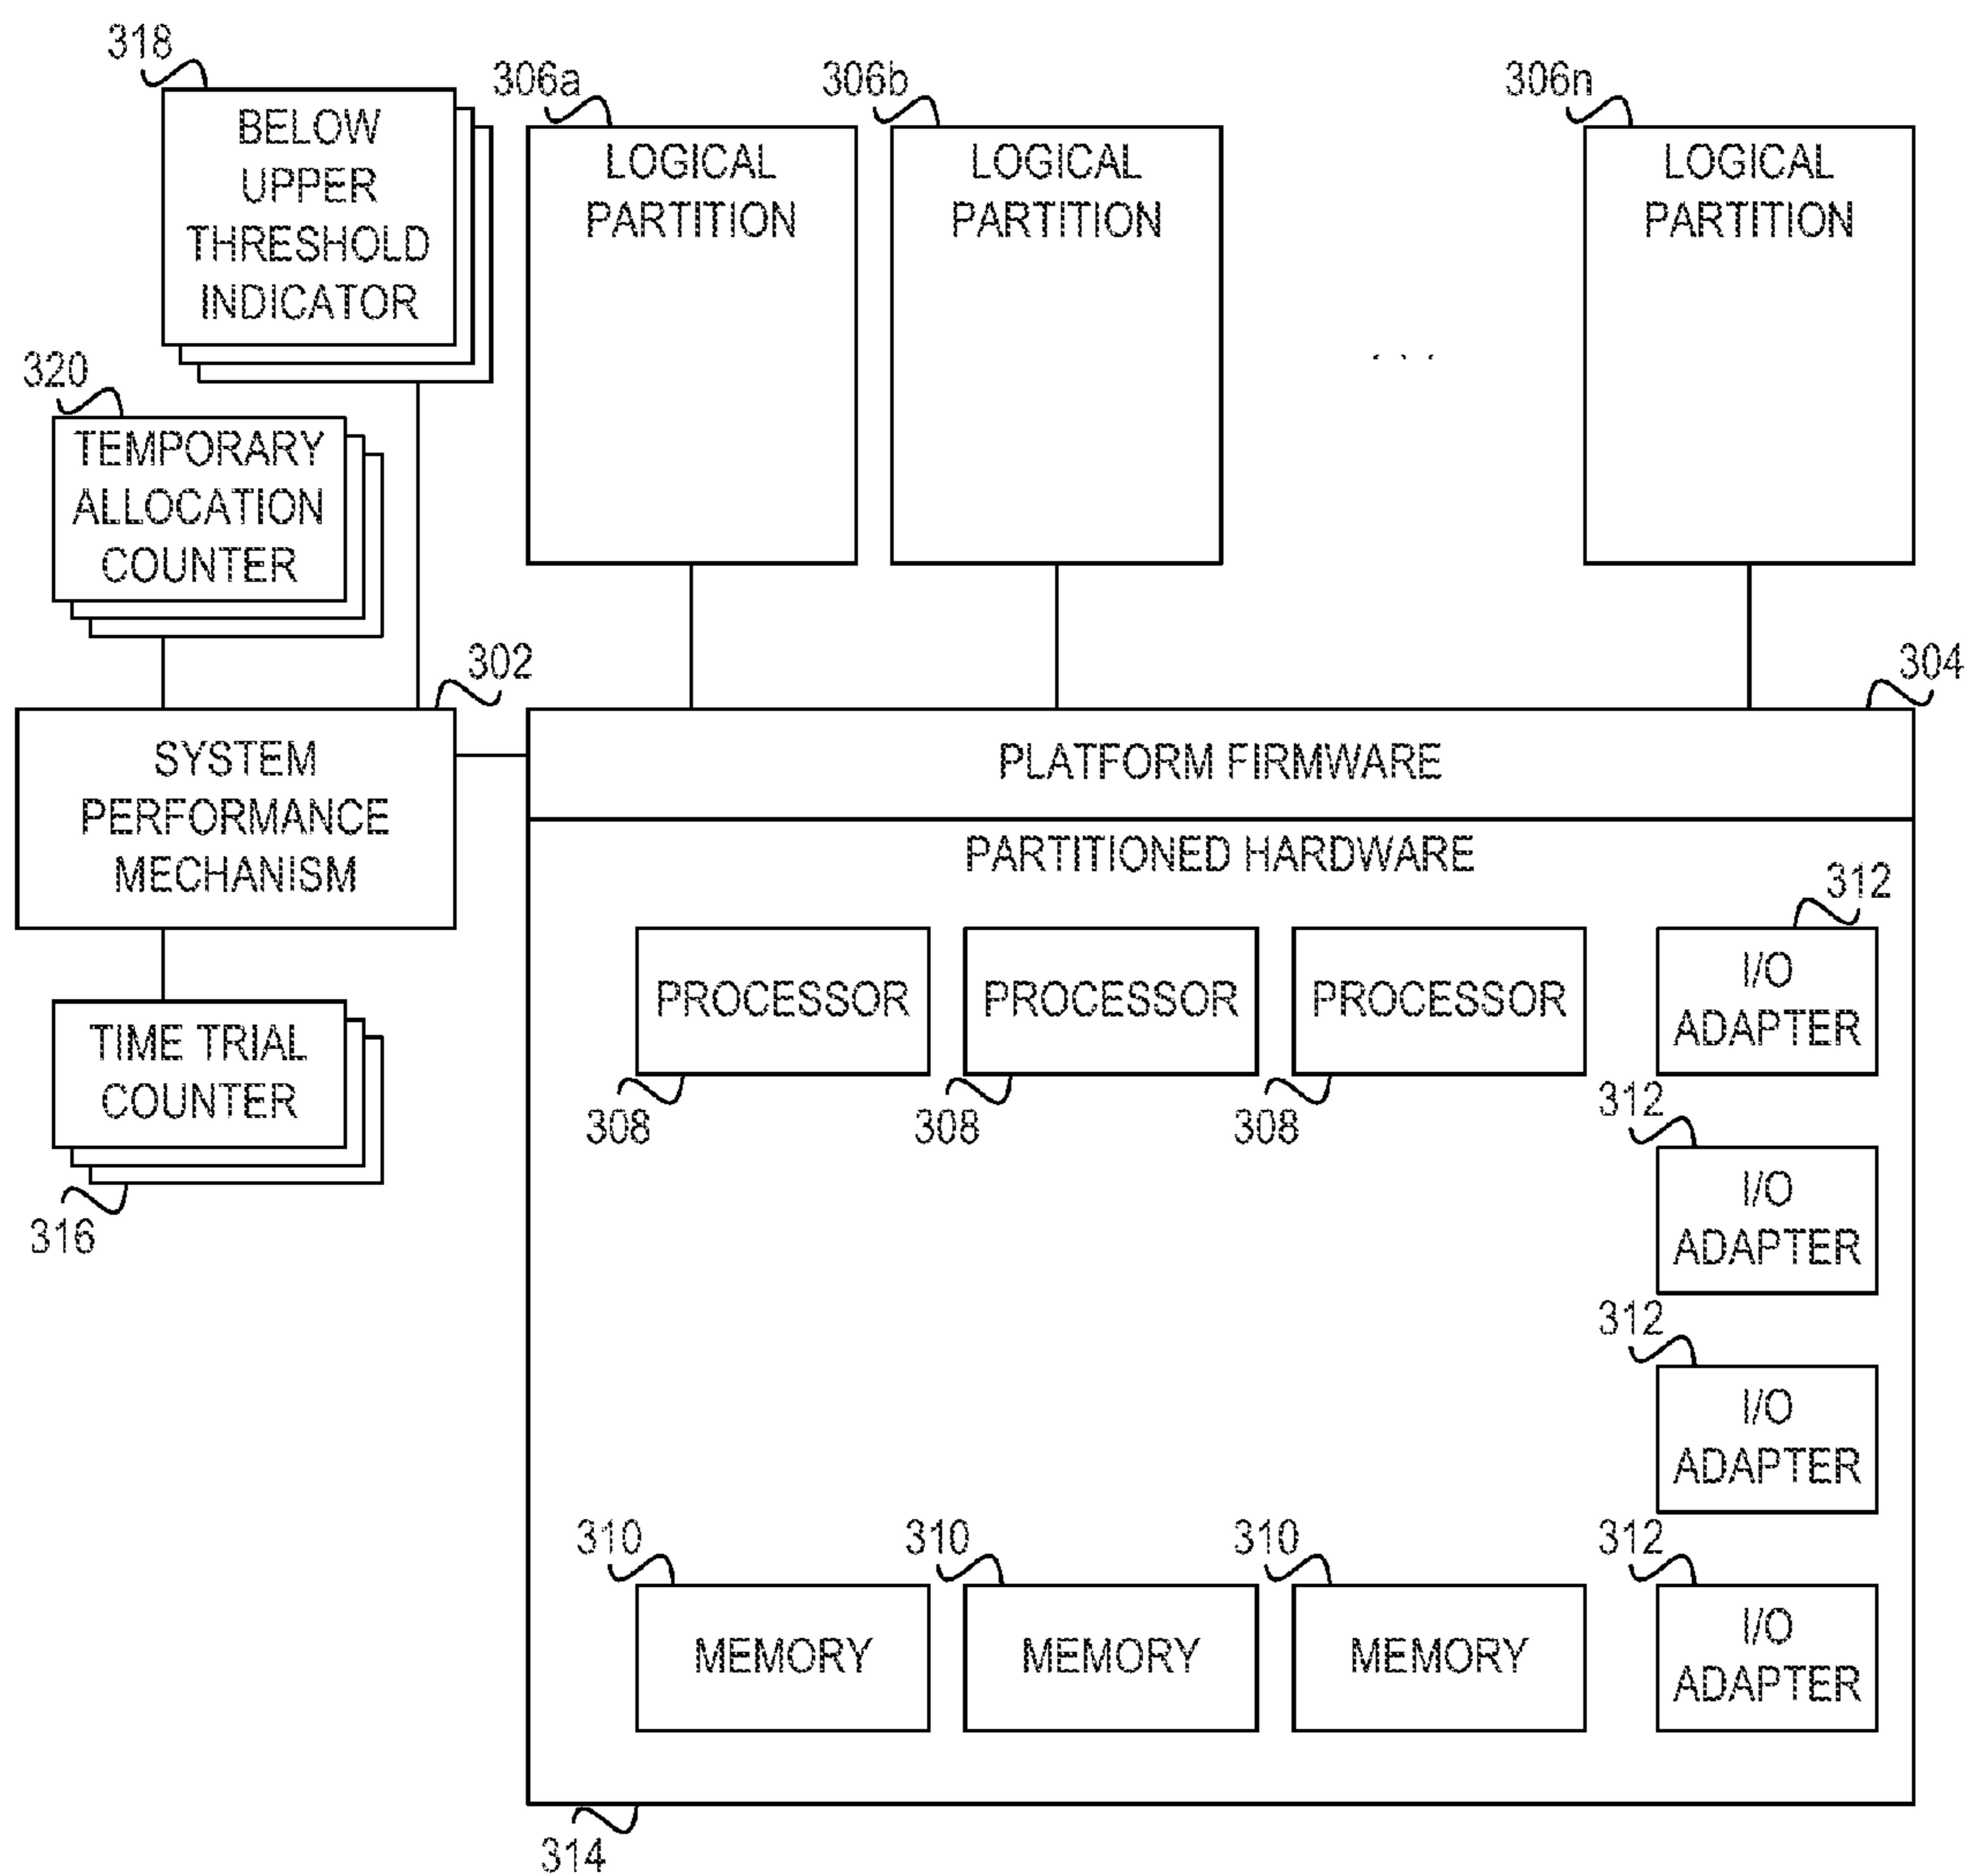 318
BELOW
UPPER
THRESHOLD
INDICATOR
306a
LOGICAL
PARTITION
306b
LOGICAL
PARTITION
. . .
306n
LOGICAL
PARTITION
320
TEMPORARY
ALLOCATION
COUNTER
302
SYSTEM
PERFORMANCE
MECHANISM
304
PLATFORM FIRMWARE
PARTITIONED HARDWARE
TIME TRIAL
COUNTER
316
PROCESSOR
308
PROCESSOR
308
PROCESSOR
308
312
I/O
ADAPTER
312
I/O
ADAPTER
312
I/O
ADAPTER
310
MEMORY
310
MEMORY
310
MEMORY
312
I/O
ADAPTER
314